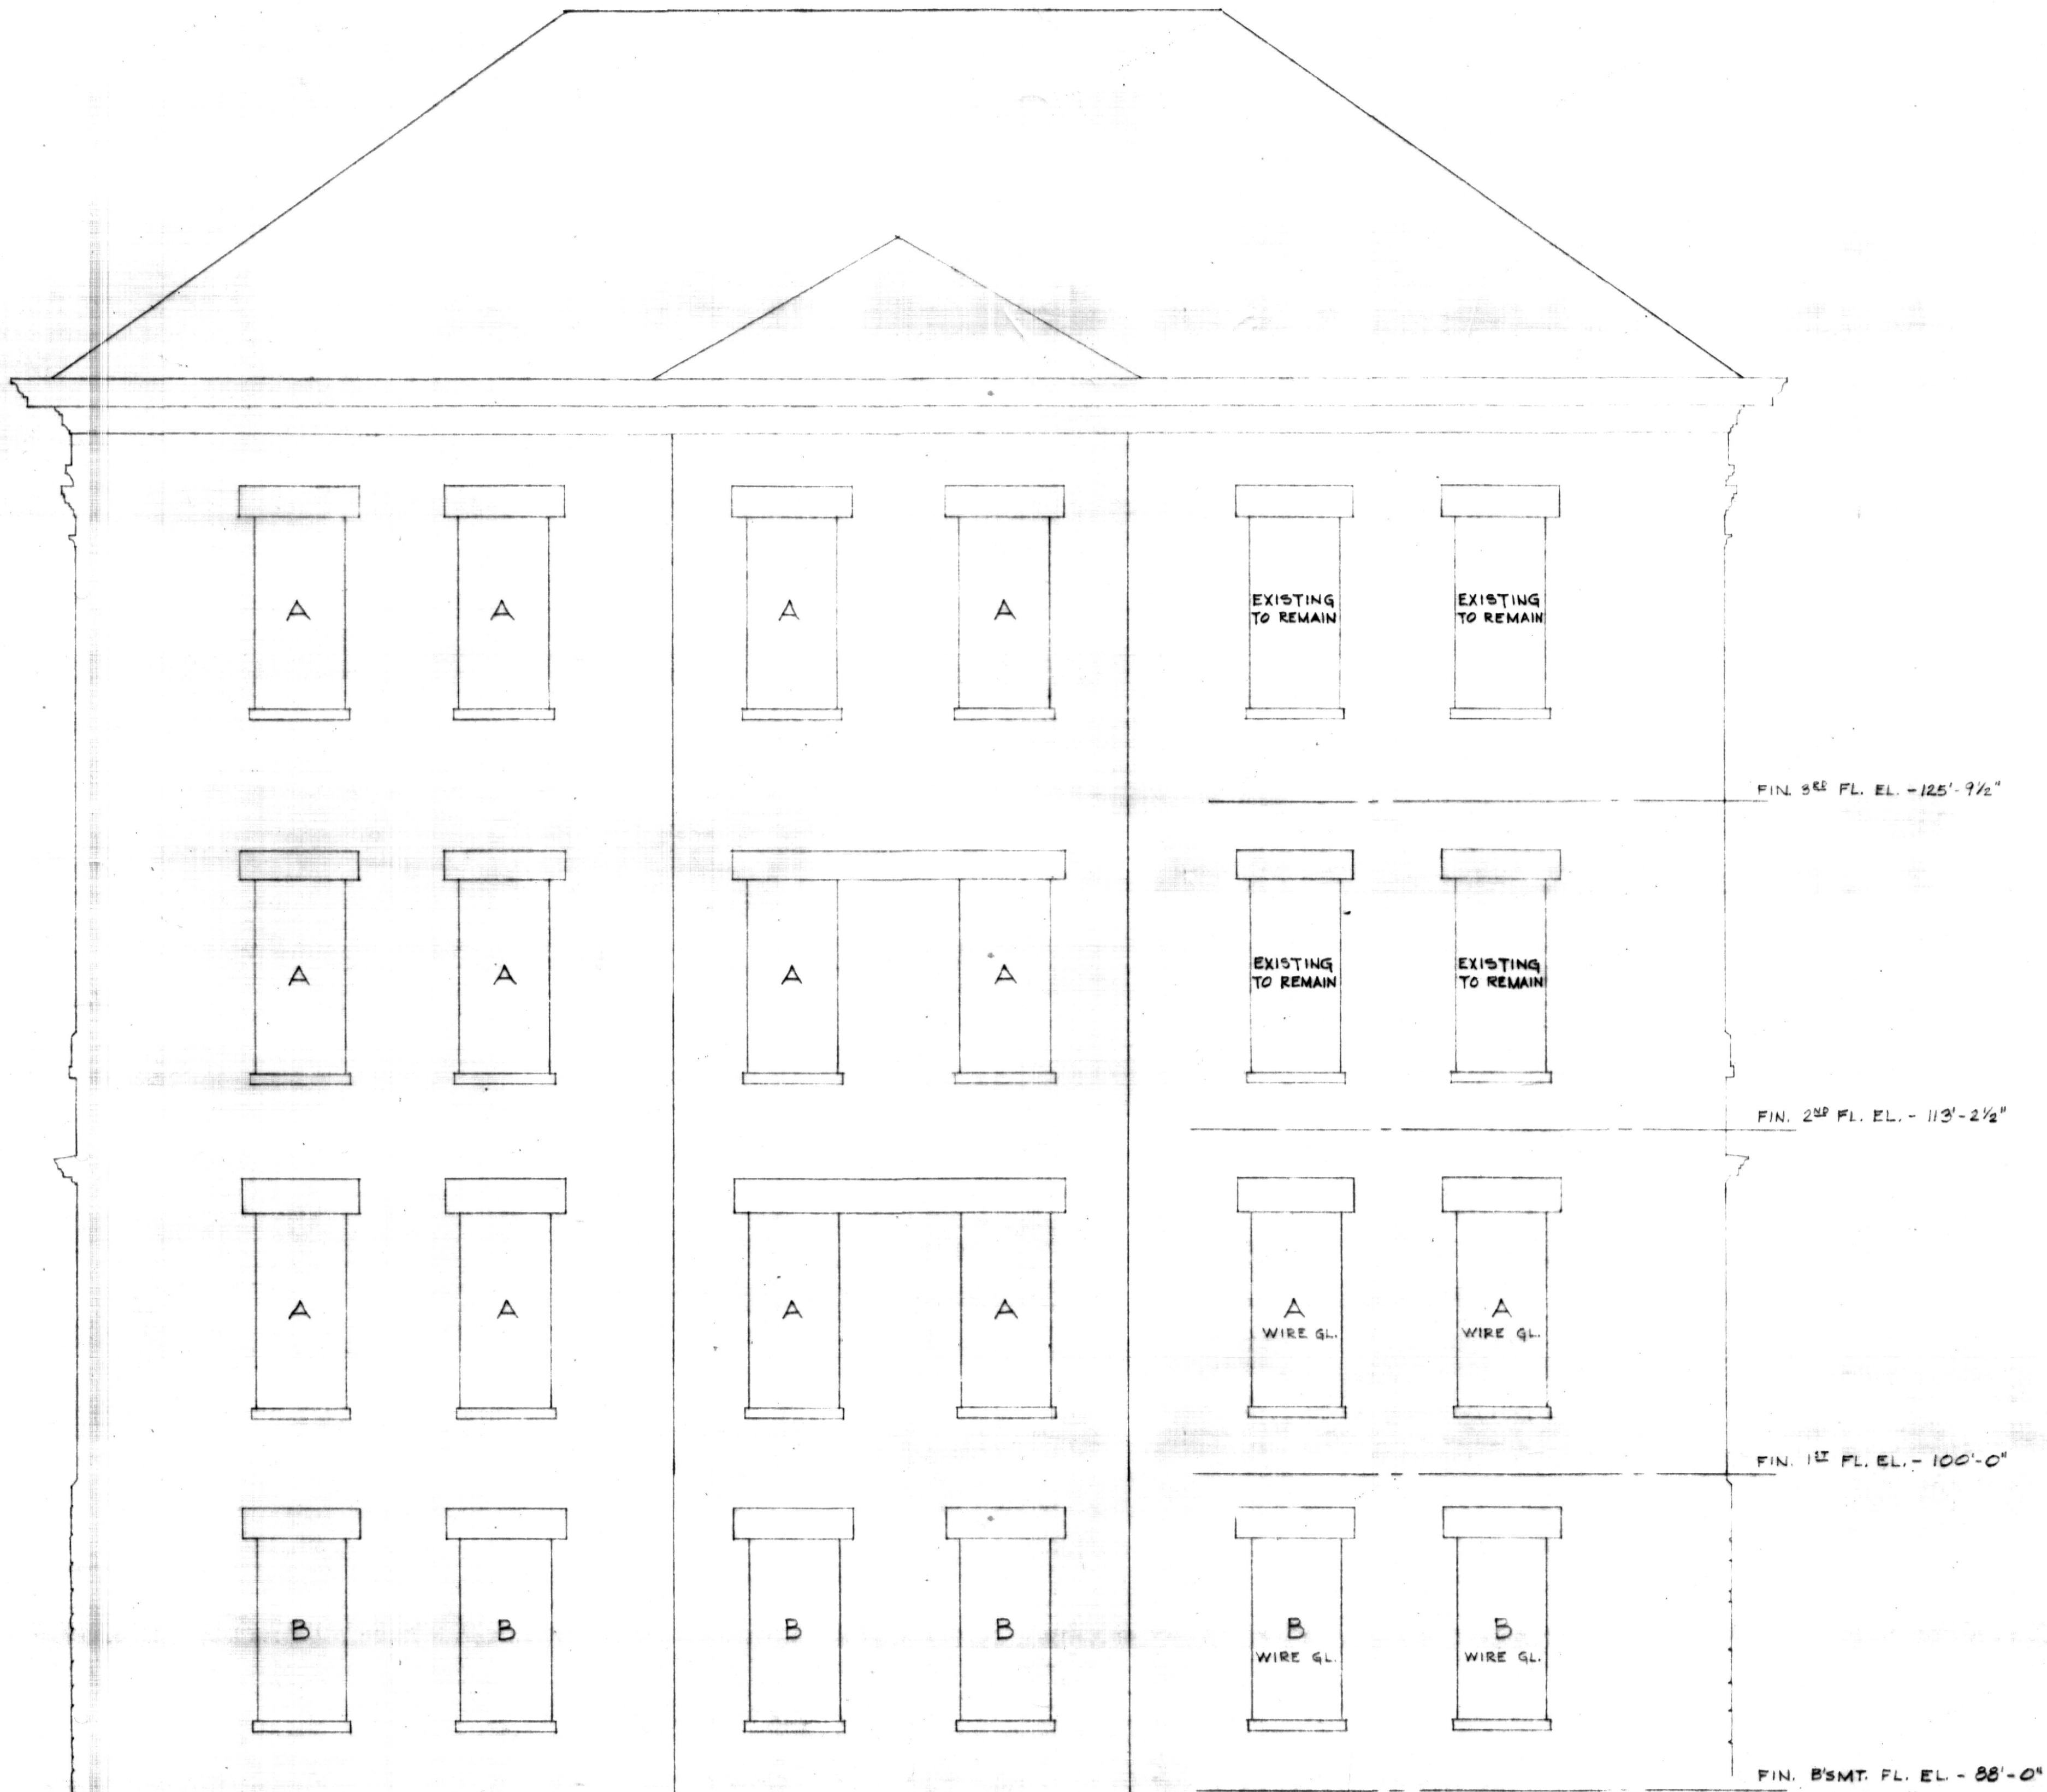 A A A A EXISTING EXISTING
TO REMAIN TO REMAIN
FIN. 3RD FL. EL. - 125'-9½"
A A A A EXISTING EXISTING
TO REMAIN TO REMAIN
FIN. 2ND FL. EL. - 113'-2½"
A A A A A A
WIRE GL. WIRE GL.
FIN. 1ST FL. EL. - 100'-0"
B B B B B B
WIRE GL. WIRE GL.
FIN. B'SMT. FL. EL. - 88'-0"